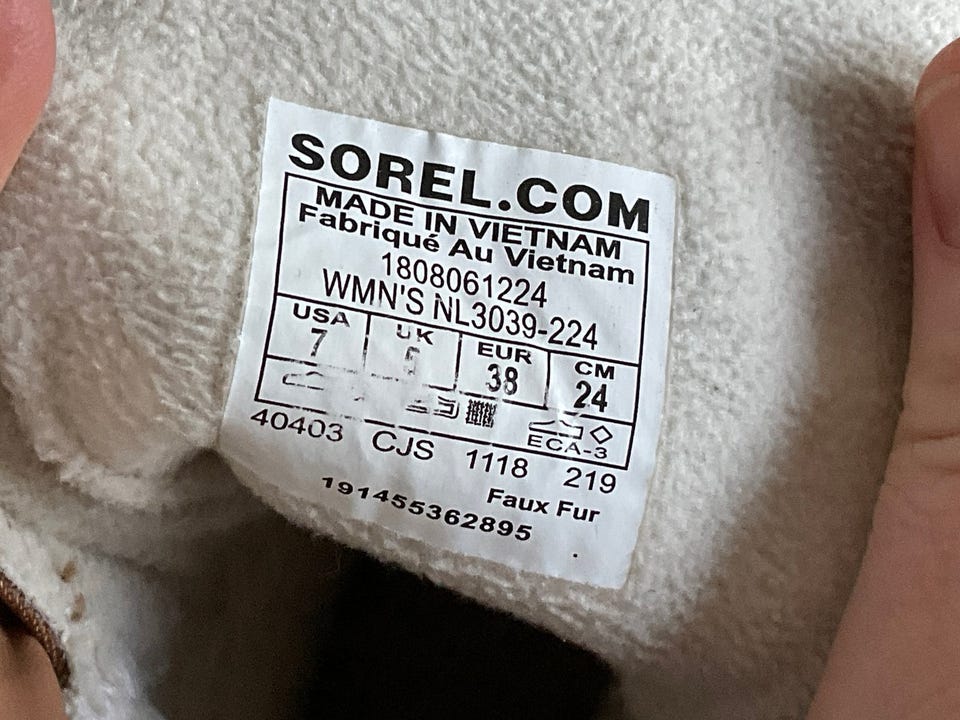 SOREL.COM
MADE IN VIETNAM
Fabriqué Au Vietnam
1808061224
WMN'S NL3039-224
USA UK EUR CM
7 38 24
ECA-3
40403 CJS 1118 219
Faux Fur
191455362895